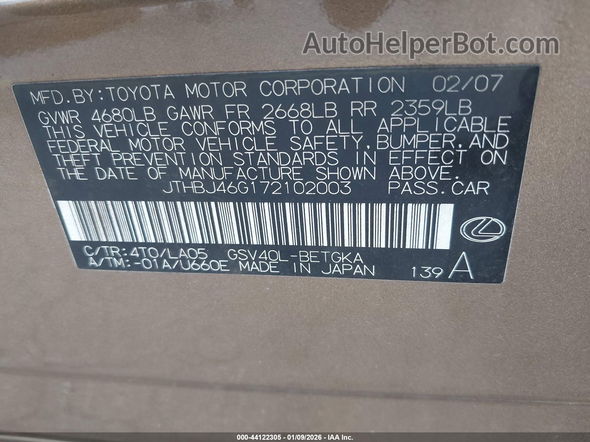 AutoHelperBot.com
MFD.BY:TOYOTA MOTOR CORPORATION 02/07
GVWR 4680LB GAWR FR 2668LB RR 2359LB
THIS VEHICLE CONFORMS TO ALL APPLICABLE
FEDERAL MOTOR VEHICLE SAFETY,BUMPER,AND
THEFT PREVENTION STANDARDS IN EFFECT ON
THE DATE OF MANUFACTURE SHOWN ABOVE.
JTHBJ46G172102003 PASS.CAR
C/TR:4T0/LA05 GSV40L-BETGKA
A/TM:-01A/U660E MADE IN JAPAN 139 A
000-44122305 - 01/09/2026 - IAA Inc.